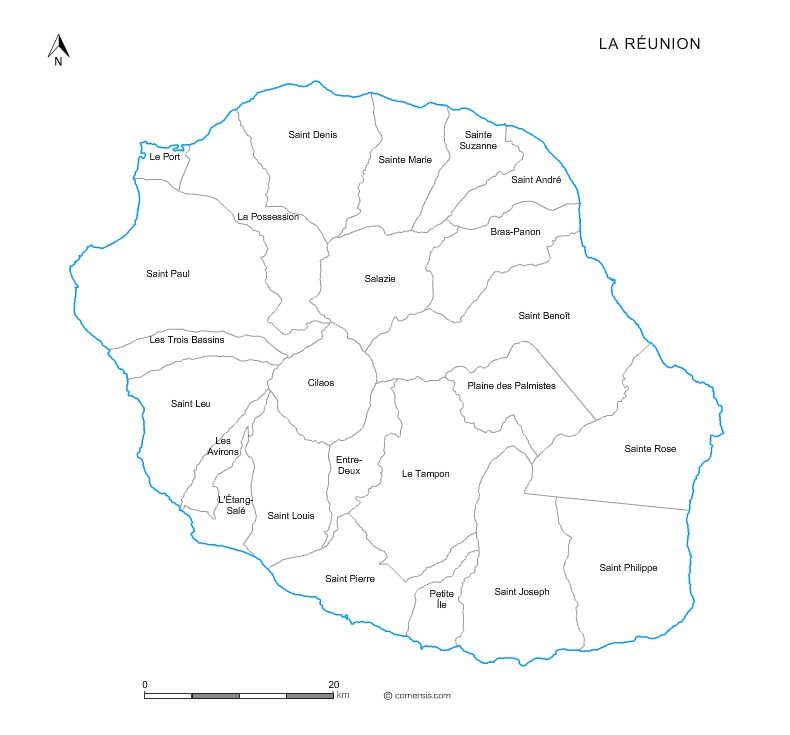 LA RÉUNION
N
Saint Denis
Sainte
Suzanne
Le Port
Sainte Marie
Saint André
La Possession
Bras-Panon
Saint Paul
Salazie
Saint Benoît
Les Trois Bassins
Cilaos
Plaine des Palmistes
Saint Leu
Les
Avirons
Sainte Rose
Entre-
Deux
Le Tampon
L'Étang-
Salé
Saint Louis
Saint Philippe
Saint Pierre
Saint Joseph
Petite
Île
0 20
km
© comersis.com